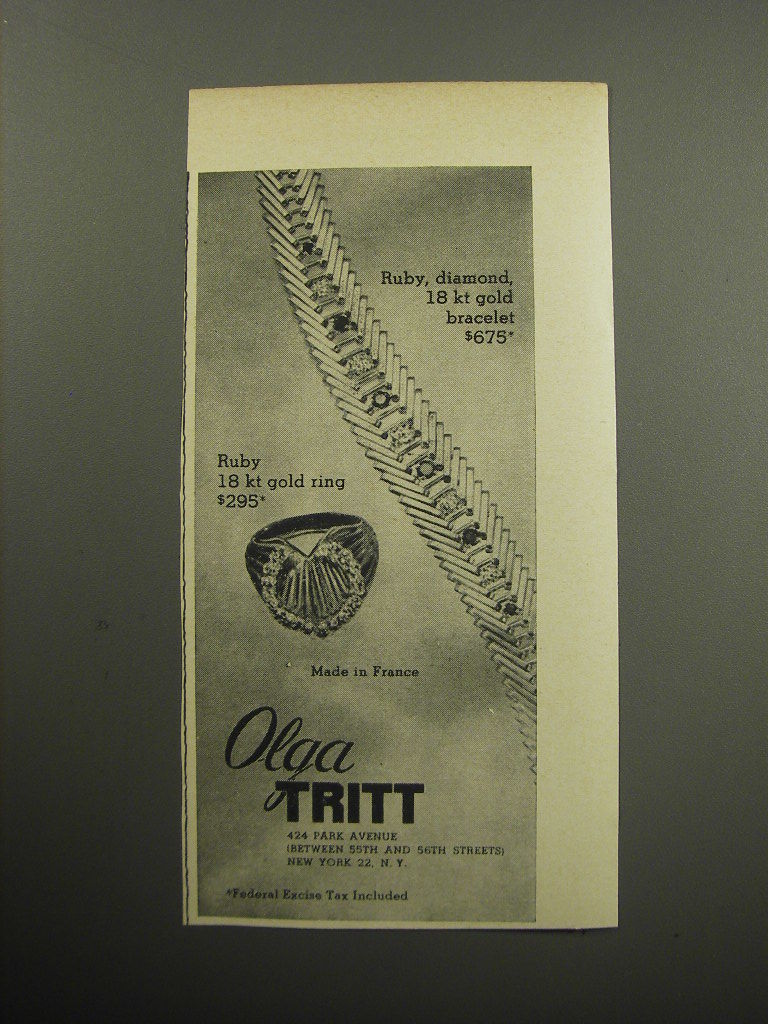 Ruby, diamond,
18 kt gold
bracelet
$675*
Ruby
18 kt gold ring
$295*
Made in France
Olga
TRITT
424 PARK AVENUE
(BETWEEN 55TH AND 56TH STREETS)
NEW YORK 22, N. Y.
*Federal Excise Tax Included